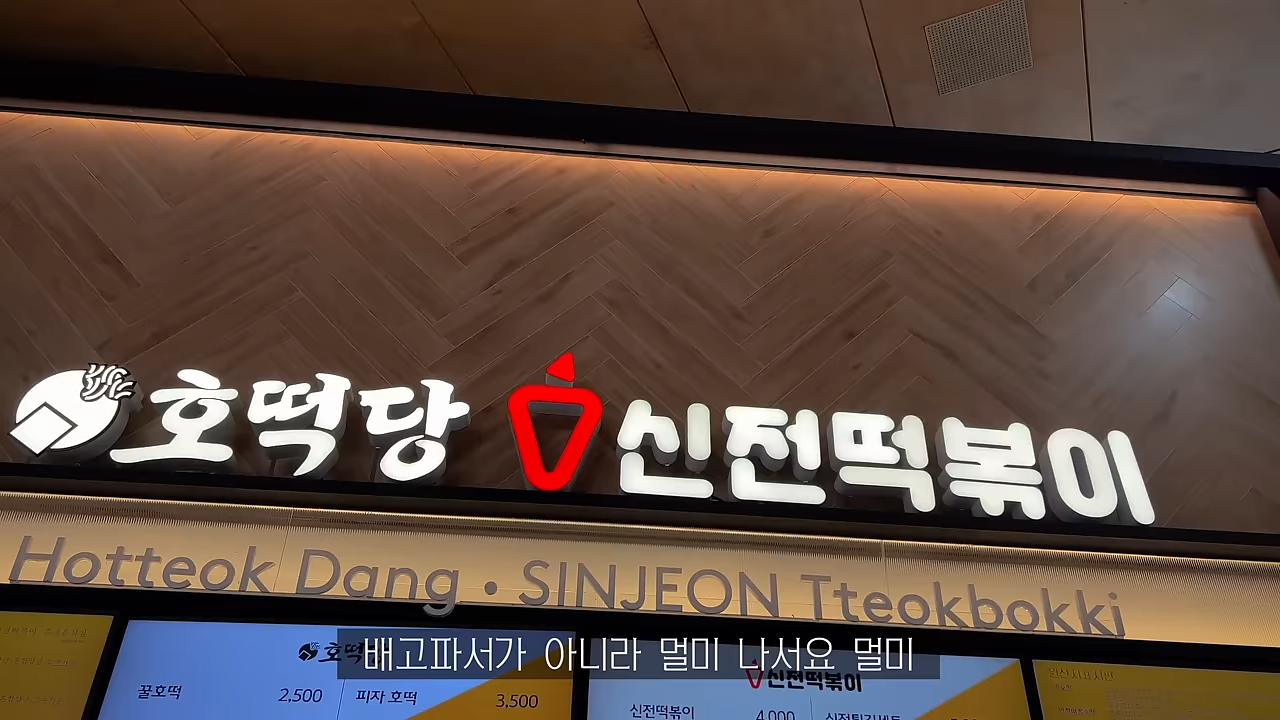 호떡당 신전떡볶이
Hotteok Dang • SINJEON Tteokbokki
배고파서가 아니라 멀미 나서요 멀미
신전떡볶이
꿀호떡 2,500 피자 호떡 3,500
신전떡볶이 4,000